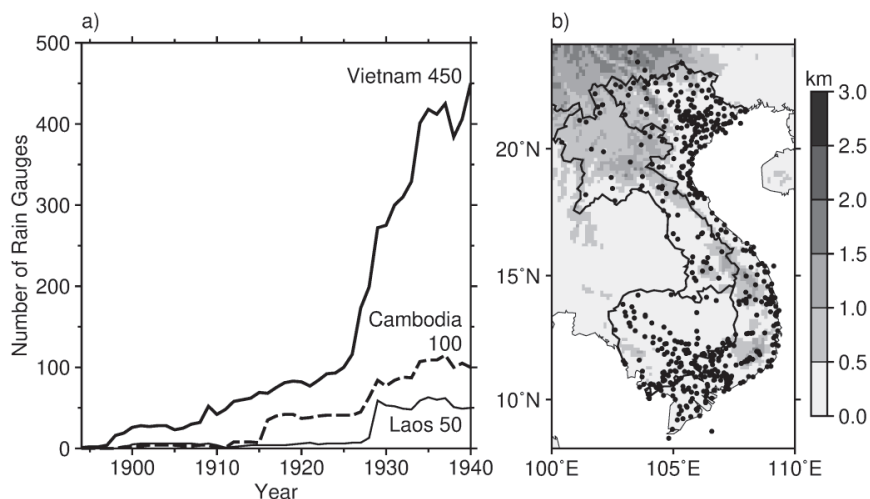 a)
500
400
300
200
100
0
Number of Rain Gauges
Vietnam 450
Cambodia
100
Laos 50
1900
1910
1920
1930
1940
Year
b)
20°N
15°N
10°N
100°E
105°E
110°E
km
3.0
2.5
2.0
1.5
1.0
0.5
0.0